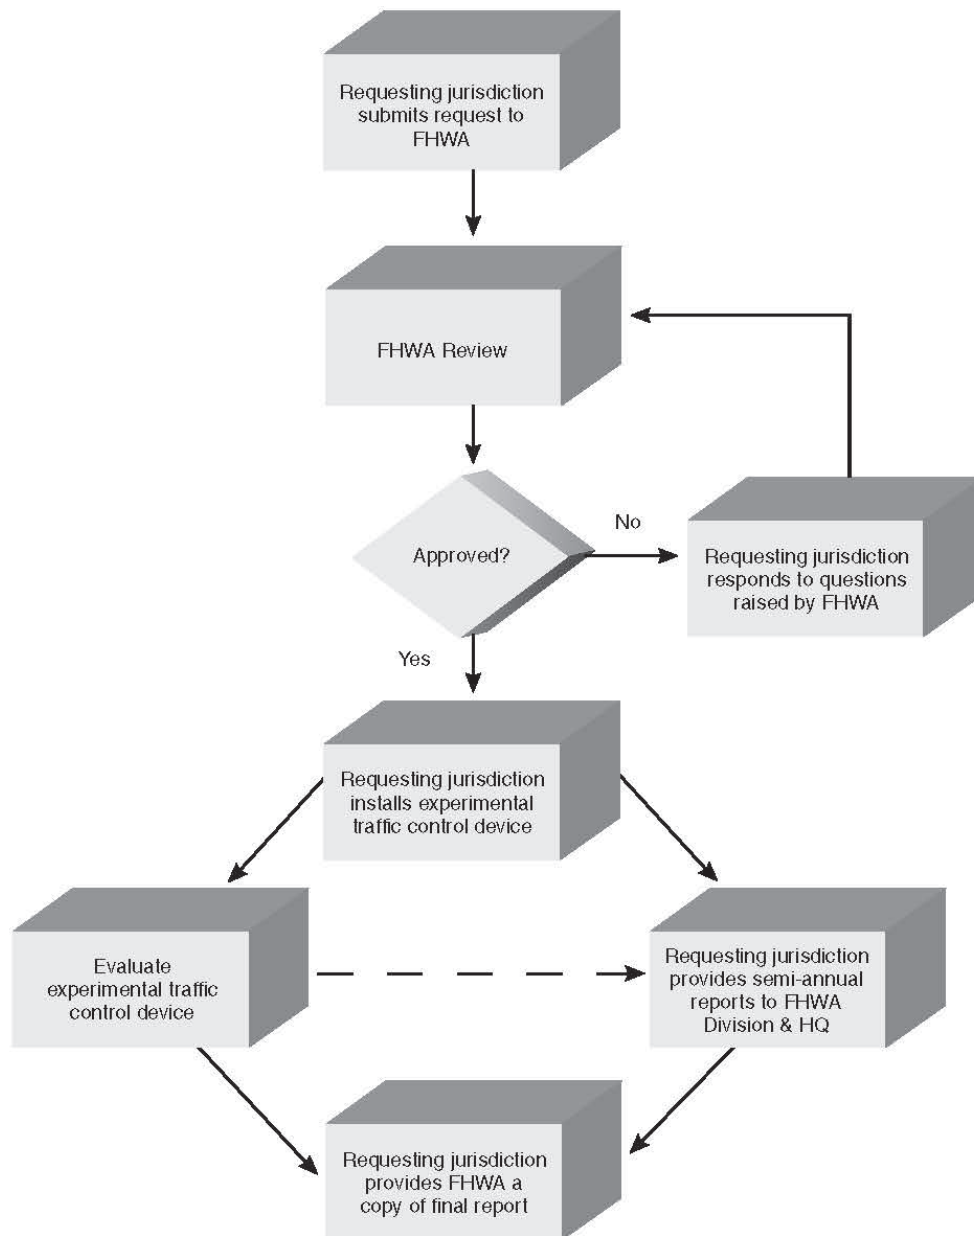 Requesting jurisdiction
submits request to
FHWA
FHWA Review
Approved?
No
Requesting jurisdiction
responds to questions
raised by FHWA
Yes
Requesting jurisdiction
installs experimental
traffic control device
Evaluate
experimental traffic
control device
Requesting jurisdiction
provides semi-annual
reports to FHWA
Division & HQ
Requesting jurisdiction
provides FHWA a
copy of final report